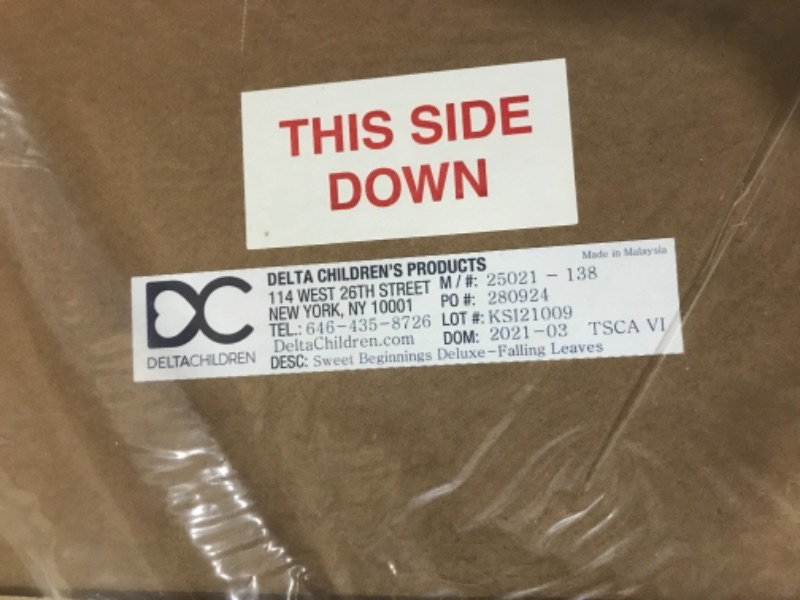 THIS SIDE
DOWN
Made in Malaysia
DC
DELTACHILDREN
DELTA CHILDREN'S PRODUCTS
114 WEST 26TH STREET
NEW YORK, NY 10001
TEL.: 646-435-8726
DeltaChildren.com
M / #: 25021 - 138
PO #: 280924
LOT #: KSI21009
DOM: 2021-03 TSCA VI
DESC: Sweet Beginnings Deluxe-Falling Leaves